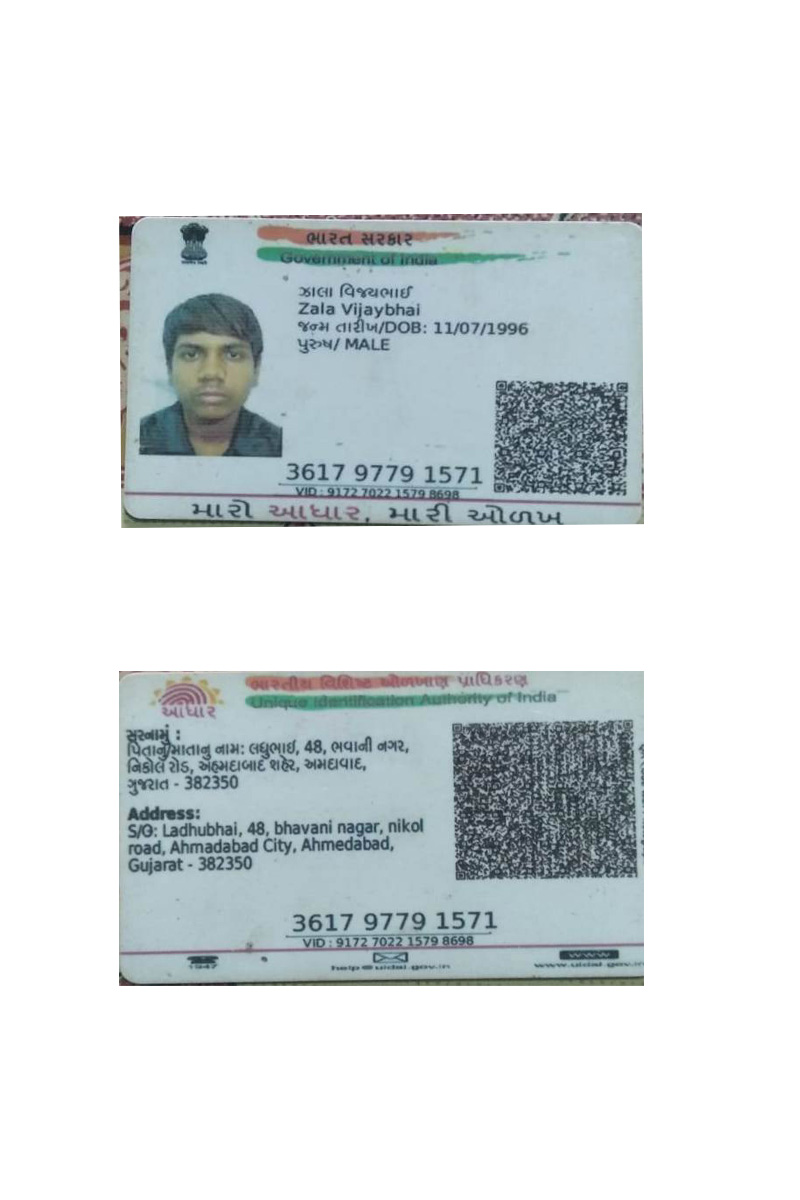 ભારત સરકાર
Government of India
ઝાલા વિજયભાઈ
Zala Vijaybhai
જન્મ તારીખ/DOB: 11/07/1996
પુરુષ/ MALE
3617 9779 1571
VID : 9172 7022 1579 8698
મારો આધાર, મારી ઓળખ
ભારતીય વિશિષ્ટ ઓળખાણ પ્રાધિકરણ
Unique Identification Authority of India
આધાર
સરનામું :
પિતાનું/માતાનુ નામ: લધુભાઈ, 48, ભવાની નગર,
નિકોલ રોડ, અહમદાબાદ શહેર, અમદાવાદ,
ગુજરાત - 382350
Address:
S/O: Ladhubhai, 48, bhavani nagar, nikol
road, Ahmadabad City, Ahmedabad,
Gujarat - 382350
3617 9779 1571
VID : 9172 7022 1579 8698
1947
help@uidai.gov.in
www
www.uidai.gov.in